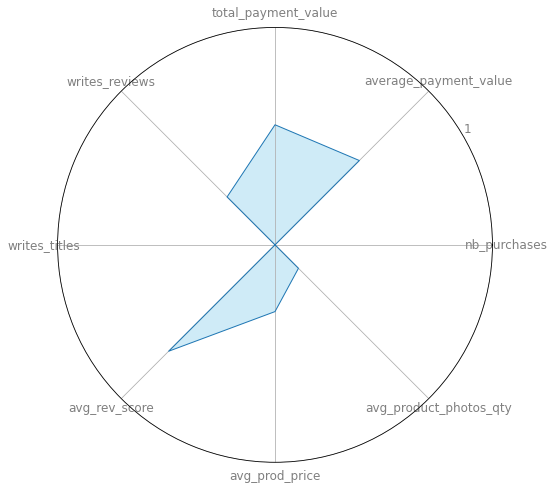 total_payment_value
writes_reviews
average_payment_value
1
writes_titles
nb_purchases
avg_rev_score
avg_product_photos_qty
avg_prod_price